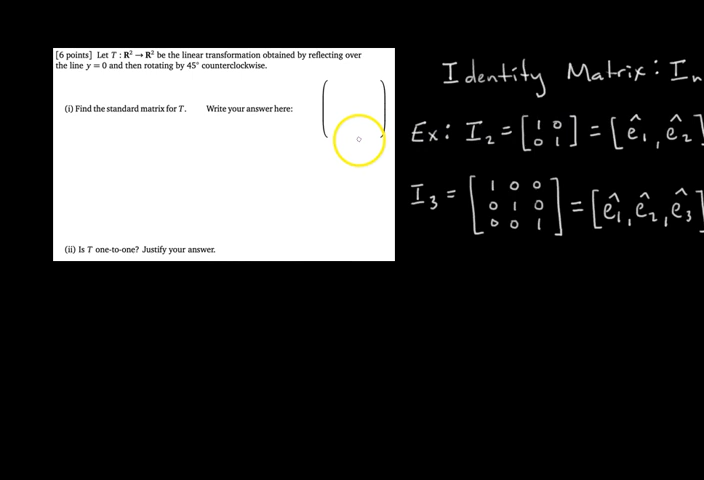 [6 points] Let T : R² → R² be the linear transformation obtained by reflecting over
the line y = 0 and then rotating by 45° counterclockwise.
(i) Find the standard matrix for T. Write your answer here:
(ii) Is T one-to-one? Justify your answer.
Identity Matrix: Iₙ
Ex: I₂ = [1 0
0 1] = [ê₁, ê₂]
I₃ = [1 0 0
0 1 0
0 0 1] = [ê₁, ê₂, ê₃]